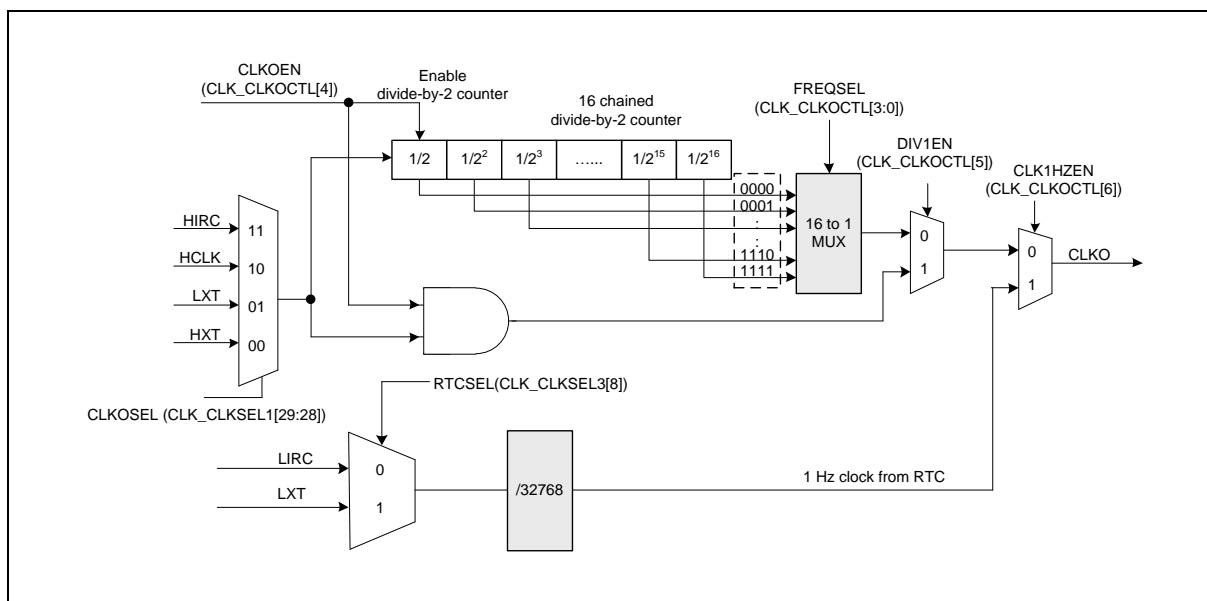 CLKOEN
(CLK_CLKOCTL[4])
Enable
divide-by-2 counter
16 chained
divide-by-2 counter
FREQSEL
(CLK_CLKOCTL[3:0])
DIV1EN
(CLK_CLKOCTL[5])
CLK1HZEN
(CLK_CLKOCTL[6])
1/2 1/2² 1/2³ …... 1/2¹⁵ 1/2¹⁶
0000
0001
:
:
1110
1111
16 to 1
MUX
0
1
0
1
CLKO
HIRC
HCLK
LXT
HXT
11
10
01
00
CLKOSEL (CLK_CLKSEL1[29:28])
RTCSEL(CLK_CLKSEL3[8])
LIRC
LXT
0
1
/32768
1 Hz clock from RTC